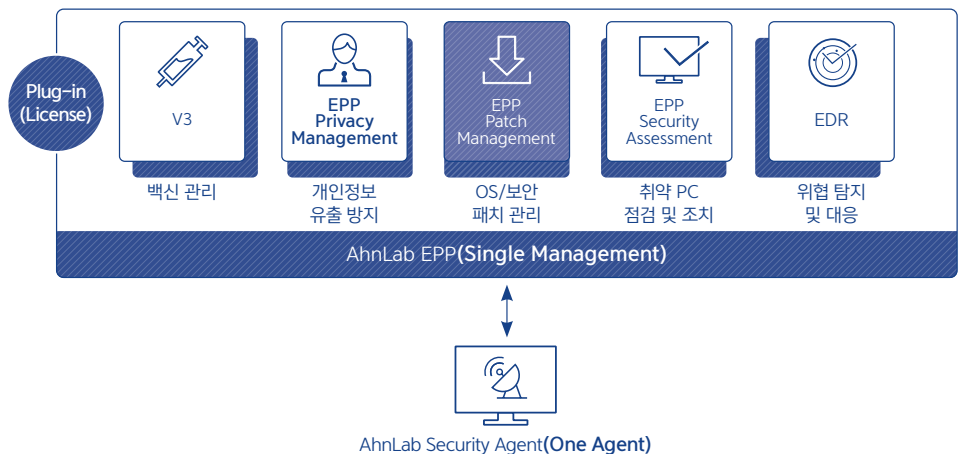 Plug-in
(License)
V3
EPP
Privacy
Management
EPP
Patch
Management
EPP
Security
Assessment
EDR
백신 관리
개인정보
유출 방지
OS/보안
패치 관리
취약 PC
점검 및 조치
위협 탐지
및 대응
AhnLab EPP(Single Management)
AhnLab Security Agent(One Agent)